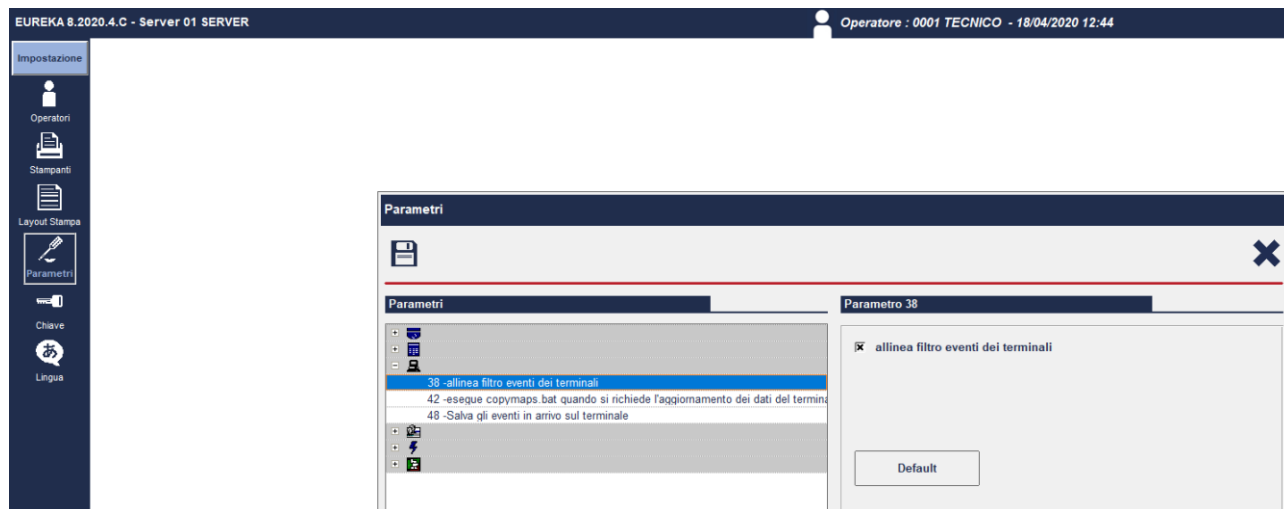 EUREKA 8.2020.4.C - Server 01 SERVER
Operatore : 0001 TECNICO - 18/04/2020 12:44
Impostazione
Operatori
Stampanti
Layout Stampa
Parametri
Chiave
あ
Lingua
Parametri
Parametri
38 -allinea filtro eventi dei terminali
42 -esegue copymaps.bat quando si richiede l'aggiornamento dei dati del termina
48 -Salva gli eventi in arrivo sul terminale
Parametro 38
allinea filtro eventi dei terminali
Default